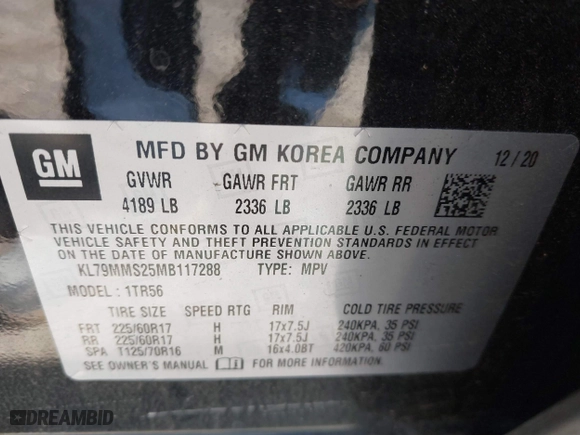 GM
MFD BY GM KOREA COMPANY 12/20
GVWR GAWR FRT GAWR RR
4189 LB 2336 LB 2336 LB
THIS VEHICLE CONFORMS TO ALL APPLICABLE U.S. FEDERAL MOTOR
VEHICLE SAFETY AND THEFT PREVENTION STANDARDS IN EFFECT
ON THE DATE OF MANUFACTURE SHOWN ABOVE.
KL79MMS25MB117288 TYPE: MPV
MODEL: 1TR56
TIRE SIZE SPEED RTG RIM COLD TIRE PRESSURE
FRT 225/60R17 H 17x7.5J 240KPA, 35 PSI
RR 225/60R17 H 17x7.5J 240KPA, 35 PSI
SPA T125/70R16 M 16x4.0BT 420KPA, 60 PSI
SEE OWNER'S MANUAL FOR MORE INFORMATION.
DREAMBID